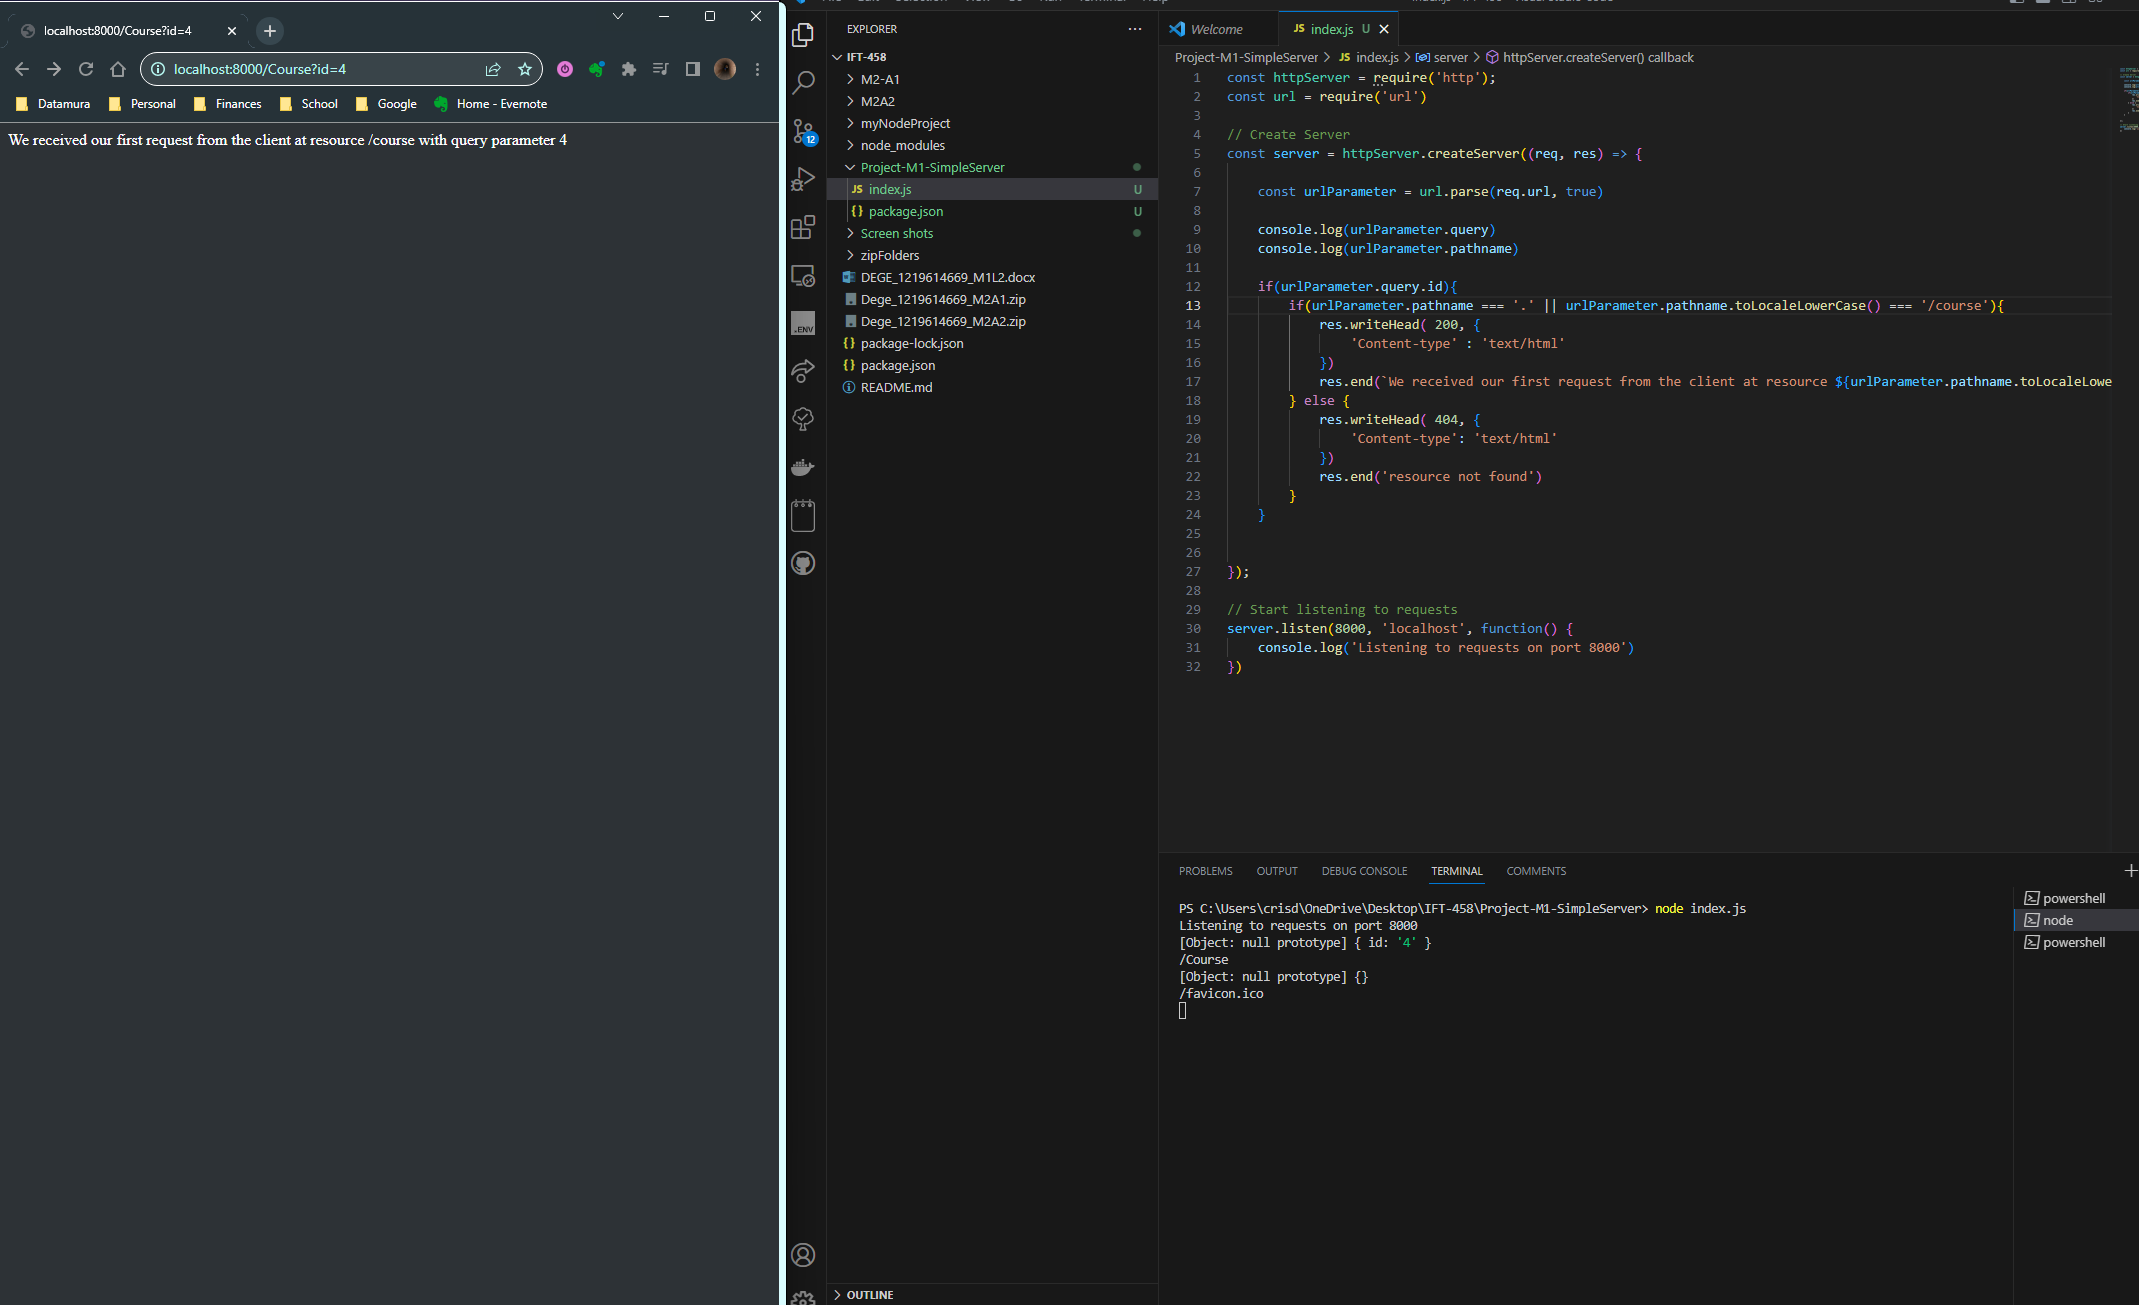 localhost:8000/Course?id=4
localhost:8000/Course?id=4
Datamura
Personal
Finances
School
Google
Home - Evernote
We received our first request from the client at resource /course with query parameter 4
12
.ENV
EXPLORER
IFT-458
M2-A1
M2A2
myNodeProject
node_modules
Project-M1-SimpleServer
JS index.js U
{} package.json U
Screen shots
zipFolders
DEGE_1219614669_M1L2.docx
Dege_1219614669_M2A1.zip
Dege_1219614669_M2A2.zip
{} package-lock.json
{} package.json
README.md
OUTLINE
Welcome
JS index.js U
Project-M1-SimpleServer > JS index.js > server > httpServer.createServer() callback
1 const httpServer = require('http');
2 const url = require('url')
3
4 // Create Server
5 const server = httpServer.createServer((req, res) => {
6
7 const urlParameter = url.parse(req.url, true)
8
9 console.log(urlParameter.query)
10 console.log(urlParameter.pathname)
11
12 if(urlParameter.query.id){
13 if(urlParameter.pathname === '.' || urlParameter.pathname.toLocaleLowerCase() === '/course'){
14 res.writeHead( 200, {
15 'Content-type' : 'text/html'
16 })
17 res.end(`We received our first request from the client at resource ${urlParameter.pathname.toLocaleLowe
18 } else {
19 res.writeHead( 404, {
20 'Content-type': 'text/html'
21 })
22 res.end('resource not found')
23 }
24 }
25
26
27 });
28
29 // Start listening to requests
30 server.listen(8000, 'localhost', function() {
31 console.log('Listening to requests on port 8000')
32 })
PROBLEMS
OUTPUT
DEBUG CONSOLE
TERMINAL
COMMENTS
PS C:\Users\crisd\OneDrive\Desktop\IFT-458\Project-M1-SimpleServer> node index.js
Listening to requests on port 8000
[Object: null prototype] { id: '4' }
/Course
[Object: null prototype] {}
/favicon.ico
powershell
node
powershell